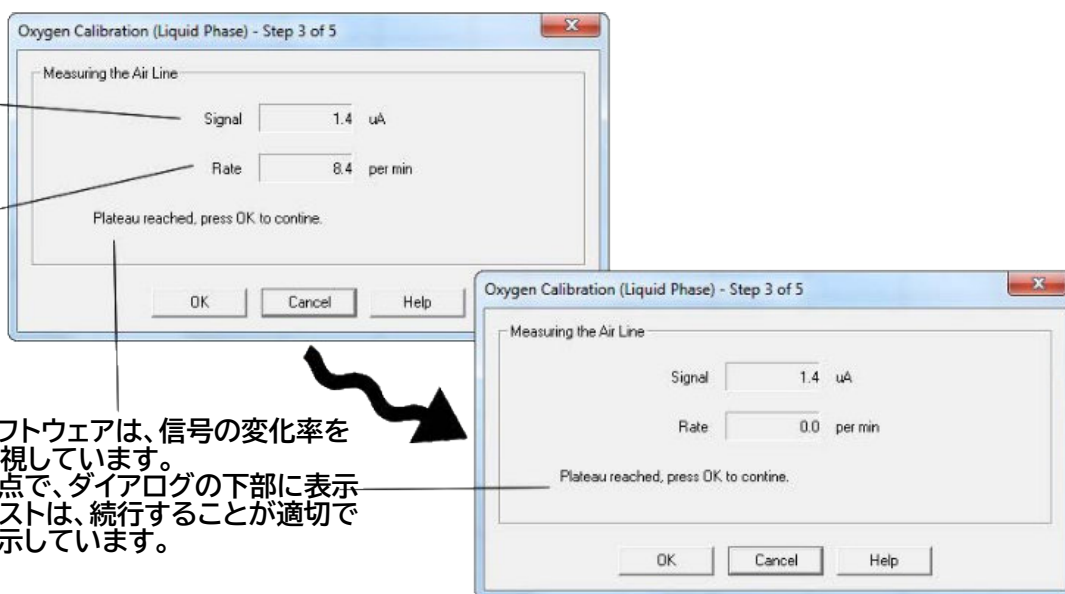 Oxygen Calibration (Liquid Phase) - Step 3 of 5
Measuring the Air Line
Signal 1.4 uA
Rate 8.4 per min
Plateau reached, press OK to contine.
OK Cancel Help
Oxygen Calibration (Liquid Phase) - Step 3 of 5
Measuring the Air Line
Signal 1.4 uA
Rate 0.0 per min
Plateau reached, press OK to contine.
OK Cancel Help
フトウェアは、信号の変化率を
視しています。
点で、ダイアログの下部に表示
ストは、続行することが適切で
示しています。